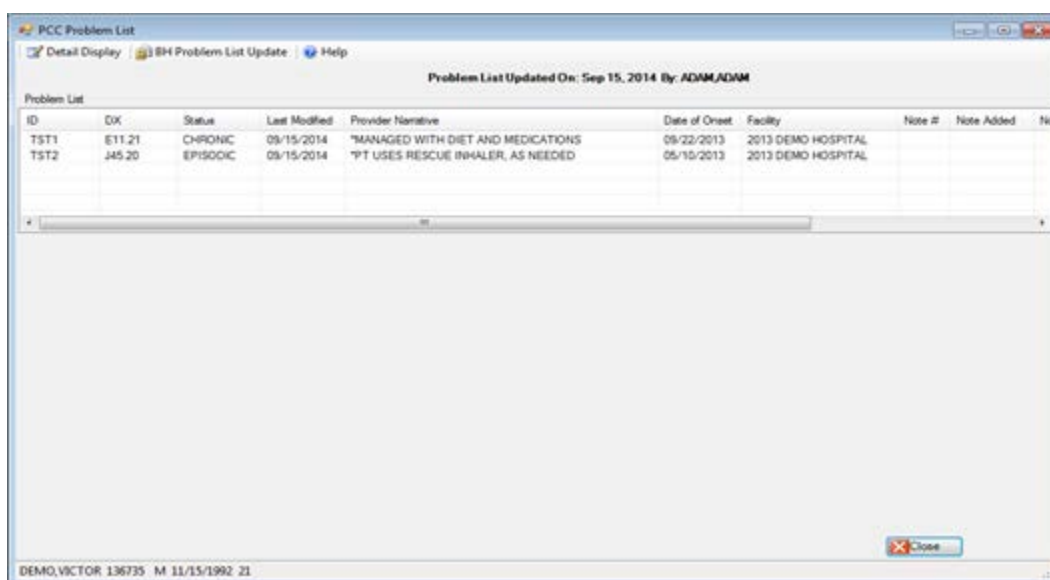 PCC Problem List
Detail Display BH Problem List Update Help
Problem List Updated On: Sep 15, 2014 By: ADAM,ADAM
Problem List
ID DX Status Last Modified Provider Narrative Date of Onset Facility Note # Note Added
TST1 E11.21 CHRONIC 09/15/2014 *MANAGED WITH DIET AND MEDICATIONS 09/22/2013 2013 DEMO HOSPITAL
TST2 J45.20 EPISODIC 09/15/2014 *PT USES RESCUE INHALER, AS NEEDED 05/10/2013 2013 DEMO HOSPITAL
Close
DEMO,VICTOR 136735 M 11/15/1992 21